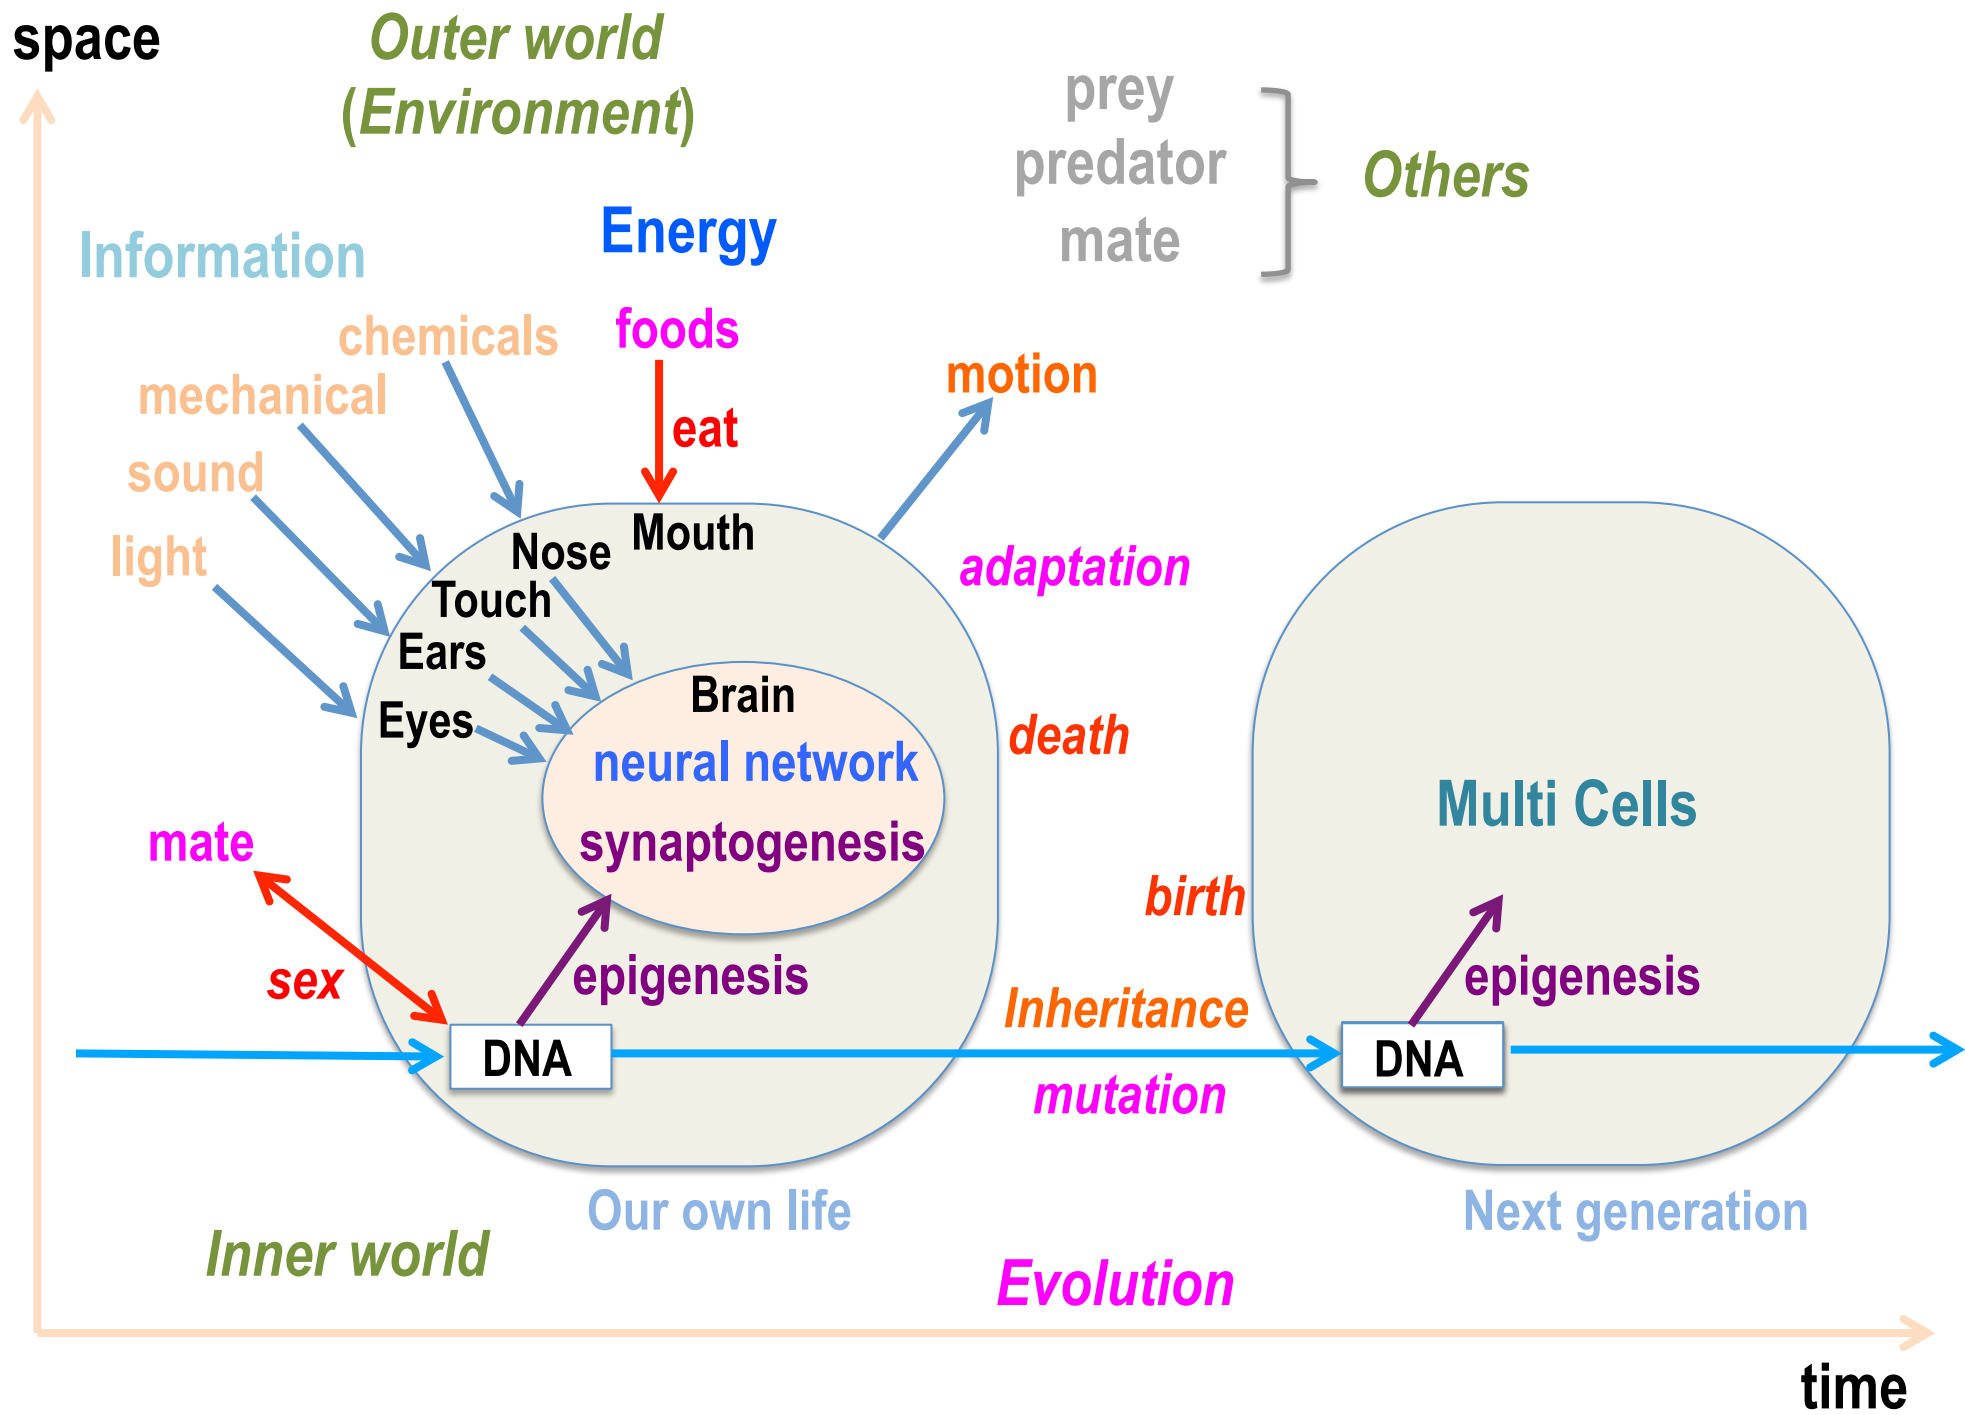 space
Outer world
(Environment)
prey
predator
mate
Others
Information
Energy
chemicals
foods
mechanical
motion
eat
sound
light
Mouth
Nose
Touch
adaptation
Ears
Eyes
Brain
death
neural network
Multi Cells
synaptogenesis
mate
birth
sex
epigenesis
epigenesis
Inheritance
DNA
DNA
mutation
Our own life
Next generation
Inner world
Evolution
time